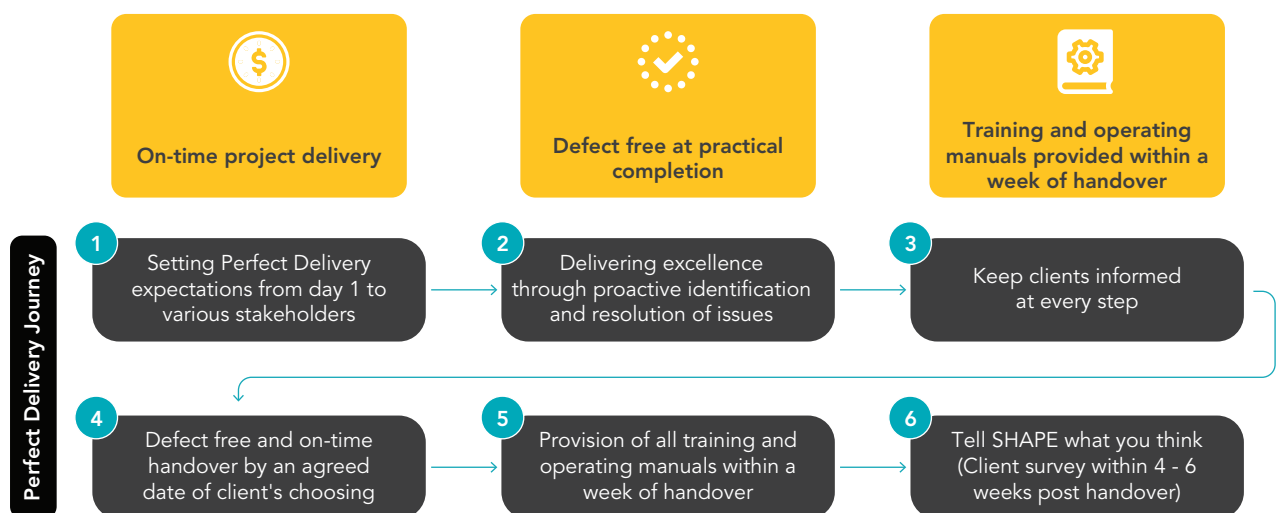 $
On-time project delivery
Defect free at practical
completion
Training and operating
manuals provided within a
week of handover
Perfect Delivery Journey
1
Setting Perfect Delivery
expectations from day 1 to
various stakeholders
2
Delivering excellence
through proactive identification
and resolution of issues
3
Keep clients informed
at every step
4
Defect free and on-time
handover by an agreed
date of client's choosing
5
Provision of all training and
operating manuals within a
week of handover
6
Tell SHAPE what you think
(Client survey within 4 - 6
weeks post handover)